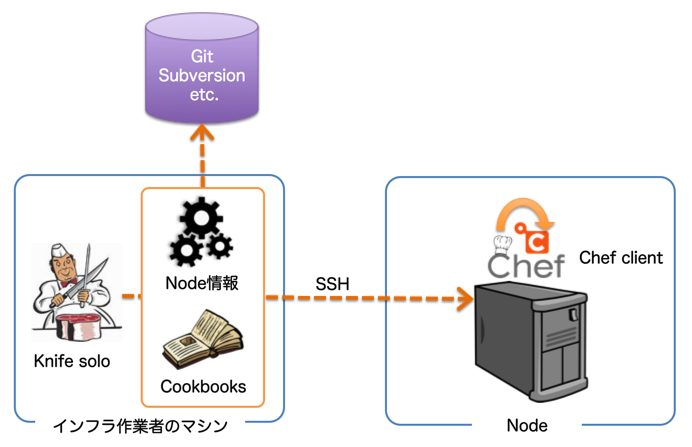 Git
Subversion
etc.
Node情報
℃
Chef
Chef client
SSH
Knife solo
Cookbooks
インフラ作業者のマシン
Node